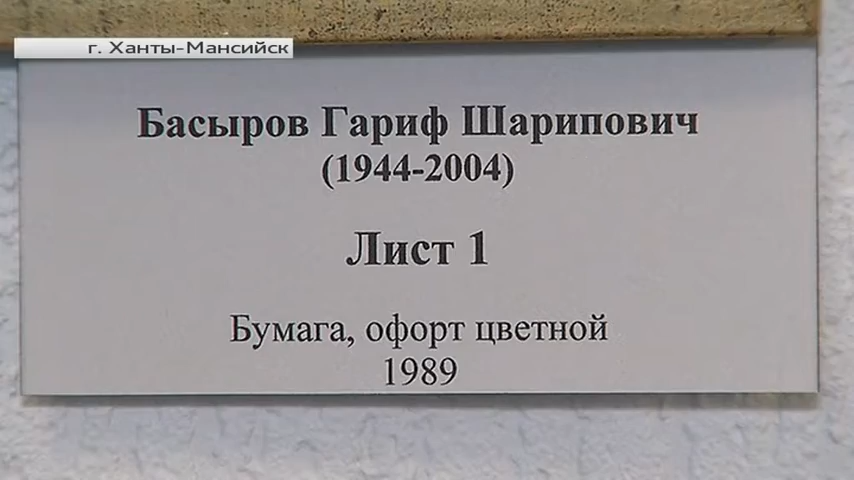 г. Ханты-Мансийск
Басыров Гариф Шарипович
(1944-2004)
Лист 1
Бумага, офорт цветной
1989